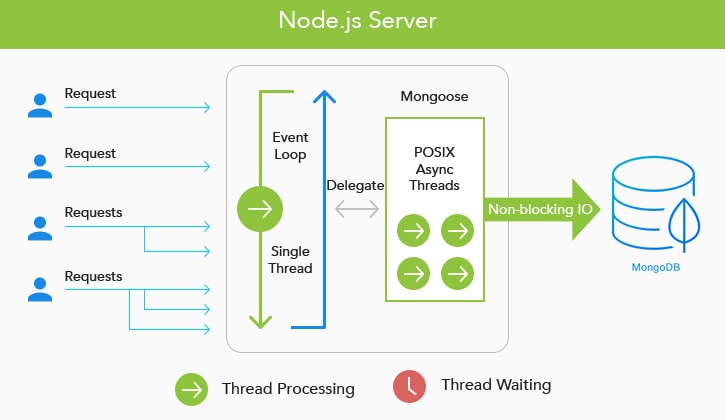 Node.js Server
Request
Request
Requests
Requests
Event
Loop
Single
Thread
Delegate
Mongoose
POSIX
Async
Threads
Non-blocking IO
MongoDB
Thread Processing
Thread Waiting